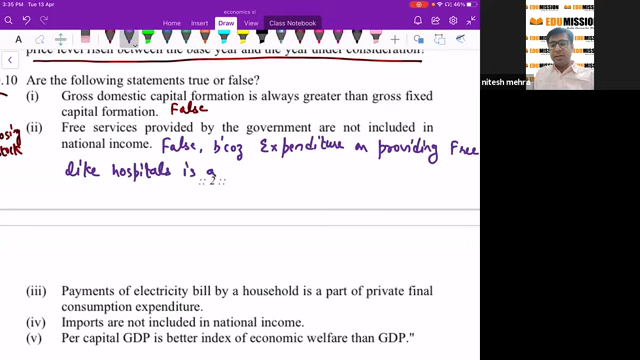 3:35 PM Tue 13 Apr
economics xi
46%
Home Insert Draw View Class Notebook
price level risen between the base year and the year under consideration?
.10 Are the following statements true or false?
(i) Gross domestic capital formation is always greater than gross fixed
capital formation. False
(ii) Free services provided by the government are not included in
national income. False, b'coz Expenditure on providing Free
like hospitals is a
:: 2 ::
(iii) Payments of electricity bill by a household is a part of private final
consumption expenditure.
(iv) Imports are not included in national income.
(v) Per capital GDP is better index of economic welfare than GDP."
EDUMISSION
nitesh mehra